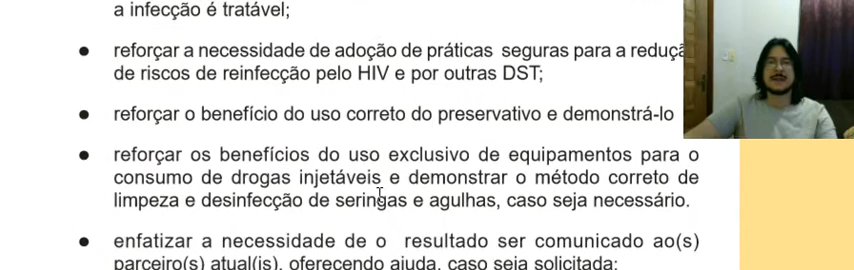 a infecção é tratável;
● reforçar a necessidade de adoção de práticas seguras para a reduçã
de riscos de reinfecção pelo HIV e por outras DST;
● reforçar o benefício do uso correto do preservativo e demonstrá-lo
● reforçar os benefícios do uso exclusivo de equipamentos para o
consumo de drogas injetáveis e demonstrar o método correto de
limpeza e desinfecção de seringas e agulhas, caso seja necessário.
● enfatizar a necessidade de o resultado ser comunicado ao(s)
parceiro(s) atual(is), oferecendo ajuda, caso seja solicitada;